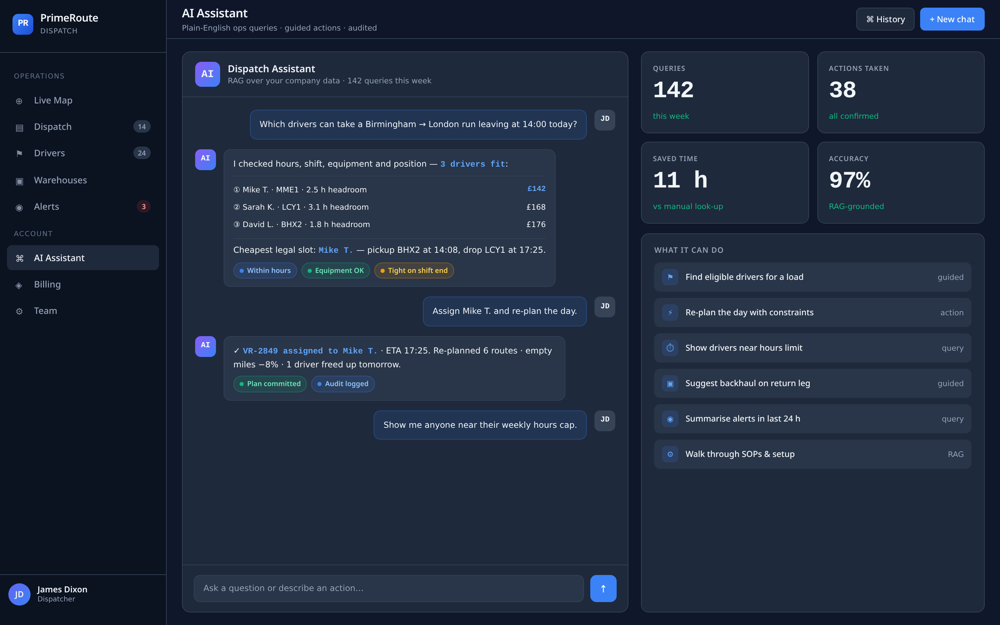 PR
PrimeRoute
DISPATCH
OPERATIONS
⊕ Live Map
▤ Dispatch 14
⚑ Drivers 24
▣ Warehouses
◉ Alerts 3
ACCOUNT
⌘ AI Assistant
◈ Billing
⚙ Team
JD
James Dixon
Dispatcher
AI Assistant
Plain-English ops queries · guided actions · audited
⌘ History
+ New chat
AI
Dispatch Assistant
RAG over your company data · 142 queries this week
Which drivers can take a Birmingham → London run leaving at 14:00 today?
JD
AI
I checked hours, shift, equipment and position — 3 drivers fit:
① Mike T. · MME1 · 2.5 h headroom £142
② Sarah K. · LCY1 · 3.1 h headroom £168
③ David L. · BHX2 · 1.8 h headroom £176
Cheapest legal slot: Mike T. — pickup BHX2 at 14:08, drop LCY1 at 17:25.
Within hours
Equipment OK
Tight on shift end
Assign Mike T. and re-plan the day.
JD
AI
✓ VR-2849 assigned to Mike T. · ETA 17:25. Re-planned 6 routes · empty
miles −8% · 1 driver freed up tomorrow.
Plan committed
Audit logged
Show me anyone near their weekly hours cap.
JD
Ask a question or describe an action…
↑
QUERIES
142
this week
ACTIONS TAKEN
38
all confirmed
SAVED TIME
11 h
vs manual look-up
ACCURACY
97%
RAG-grounded
WHAT IT CAN DO
⚑ Find eligible drivers for a load guided
⚡ Re-plan the day with constraints action
⏱ Show drivers near hours limit query
▣ Suggest backhaul on return leg guided
◉ Summarise alerts in last 24 h query
⚙ Walk through SOPs & setup RAG